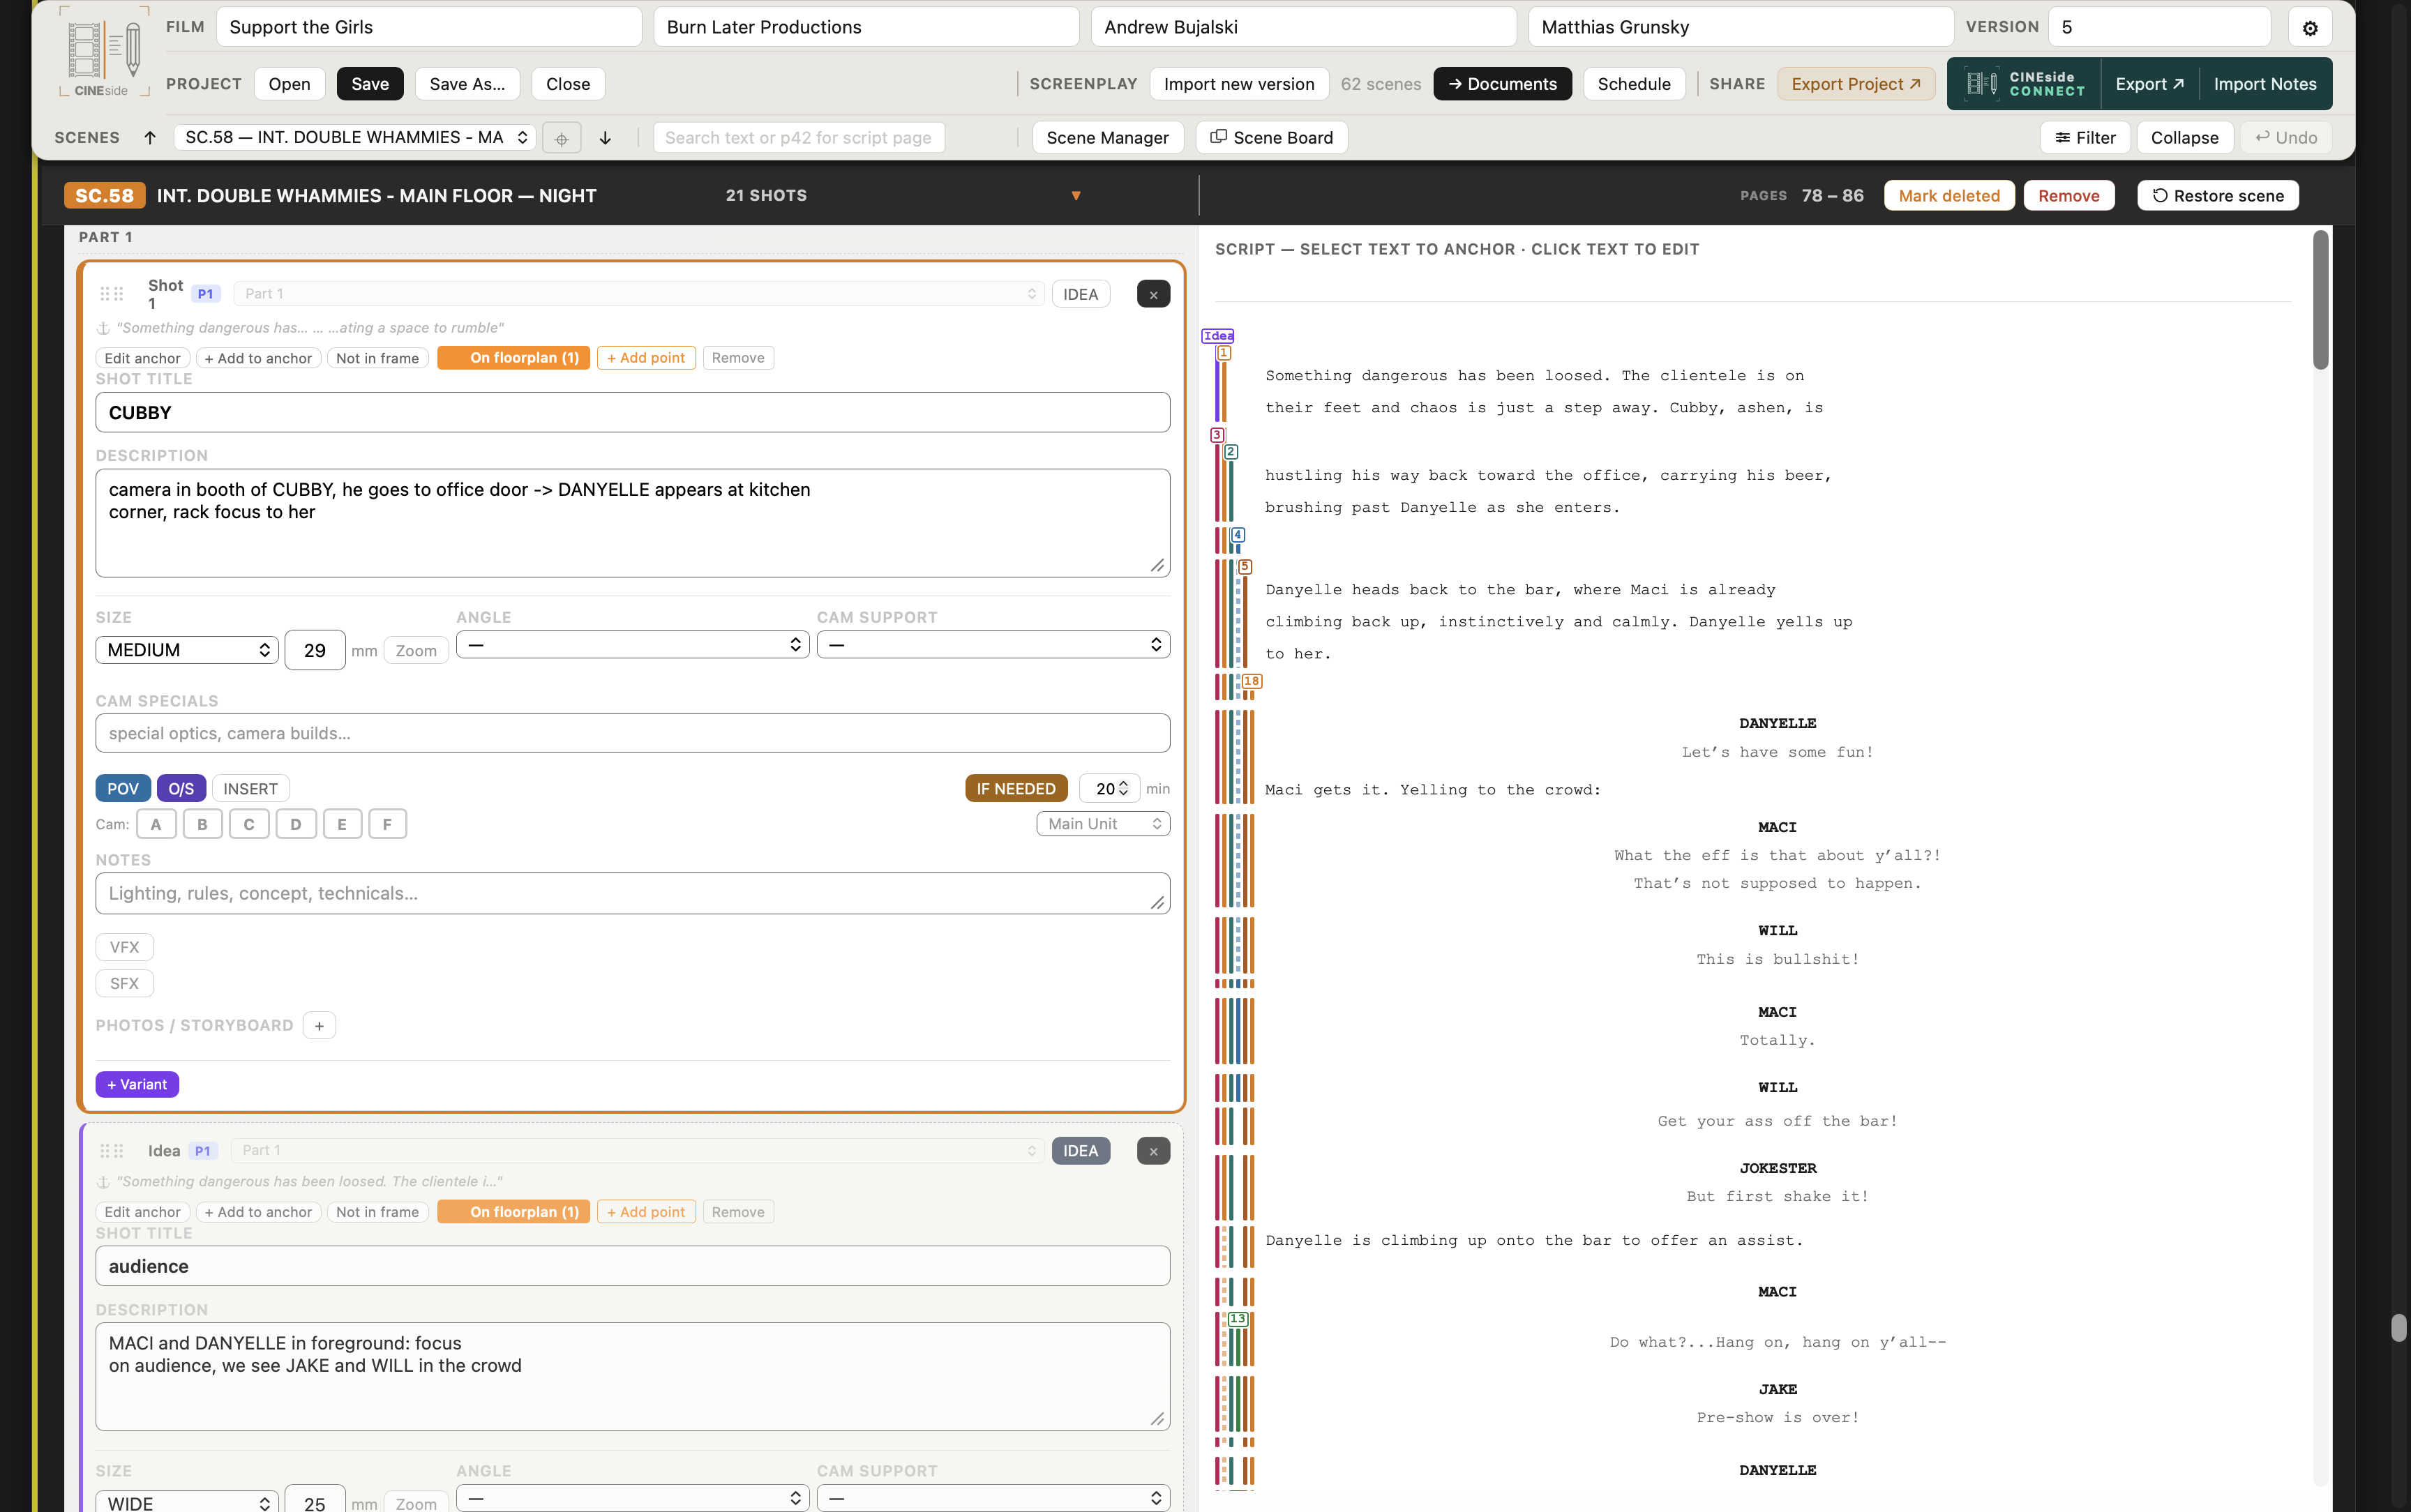 CINEside
FILM
Support the Girls
Burn Later Productions
Andrew Bujalski
Matthias Grunsky
VERSION
5
PROJECT
Open
Save
Save As...
Close
SCREENPLAY
Import new version
62 scenes
→ Documents
Schedule
SHARE
Export Project ↗
CINEside
CONNECT
Export ↗
Import Notes
SCENES
↑
SC.58 — INT. DOUBLE WHAMMIES - MA
↓
Search text or p42 for script page
Scene Manager
Scene Board
Filter
Collapse
Undo
SC.58
INT. DOUBLE WHAMMIES - MAIN FLOOR — NIGHT
21 SHOTS
PAGES
78 – 86
Mark deleted
Remove
Restore scene
PART 1
Shot
1
P1
Part 1
IDEA
×
"Something dangerous has... ... ...ating a space to rumble"
Edit anchor
+ Add to anchor
Not in frame
On floorplan (1)
+ Add point
Remove
SHOT TITLE
CUBBY
DESCRIPTION
camera in booth of CUBBY, he goes to office door -> DANYELLE appears at kitchen
corner, rack focus to her
SIZE
ANGLE
CAM SUPPORT
MEDIUM
29
mm
Zoom
—
—
CAM SPECIALS
special optics, camera builds...
POV
O/S
INSERT
IF NEEDED
20
min
Cam:
A
B
C
D
E
F
Main Unit
NOTES
Lighting, rules, concept, technicals...
VFX
SFX
PHOTOS / STORYBOARD
+
+ Variant
Idea
P1
Part 1
IDEA
×
"Something dangerous has been loosed. The clientele i..."
Edit anchor
+ Add to anchor
Not in frame
On floorplan (1)
+ Add point
Remove
SHOT TITLE
audience
DESCRIPTION
MACI and DANYELLE in foreground: focus
on audience, we see JAKE and WILL in the crowd
SIZE
ANGLE
CAM SUPPORT
WIDE
25
mm
Zoom
—
—
SCRIPT — SELECT TEXT TO ANCHOR · CLICK TEXT TO EDIT
Idea
1
Something dangerous has been loosed. The clientele is on
their feet and chaos is just a step away. Cubby, ashen, is
3
2
hustling his way back toward the office, carrying his beer,
brushing past Danyelle as she enters.
4
5
Danyelle heads back to the bar, where Maci is already
climbing back up, instinctively and calmly. Danyelle yells up
to her.
18
DANYELLE
Let’s have some fun!
Maci gets it. Yelling to the crowd:
MACI
What the eff is that about y’all?!
That’s not supposed to happen.
WILL
This is bullshit!
MACI
Totally.
WILL
Get your ass off the bar!
JOKESTER
But first shake it!
Danyelle is climbing up onto the bar to offer an assist.
MACI
13
Do what?...Hang on, hang on y’all--
JAKE
Pre-show is over!
DANYELLE